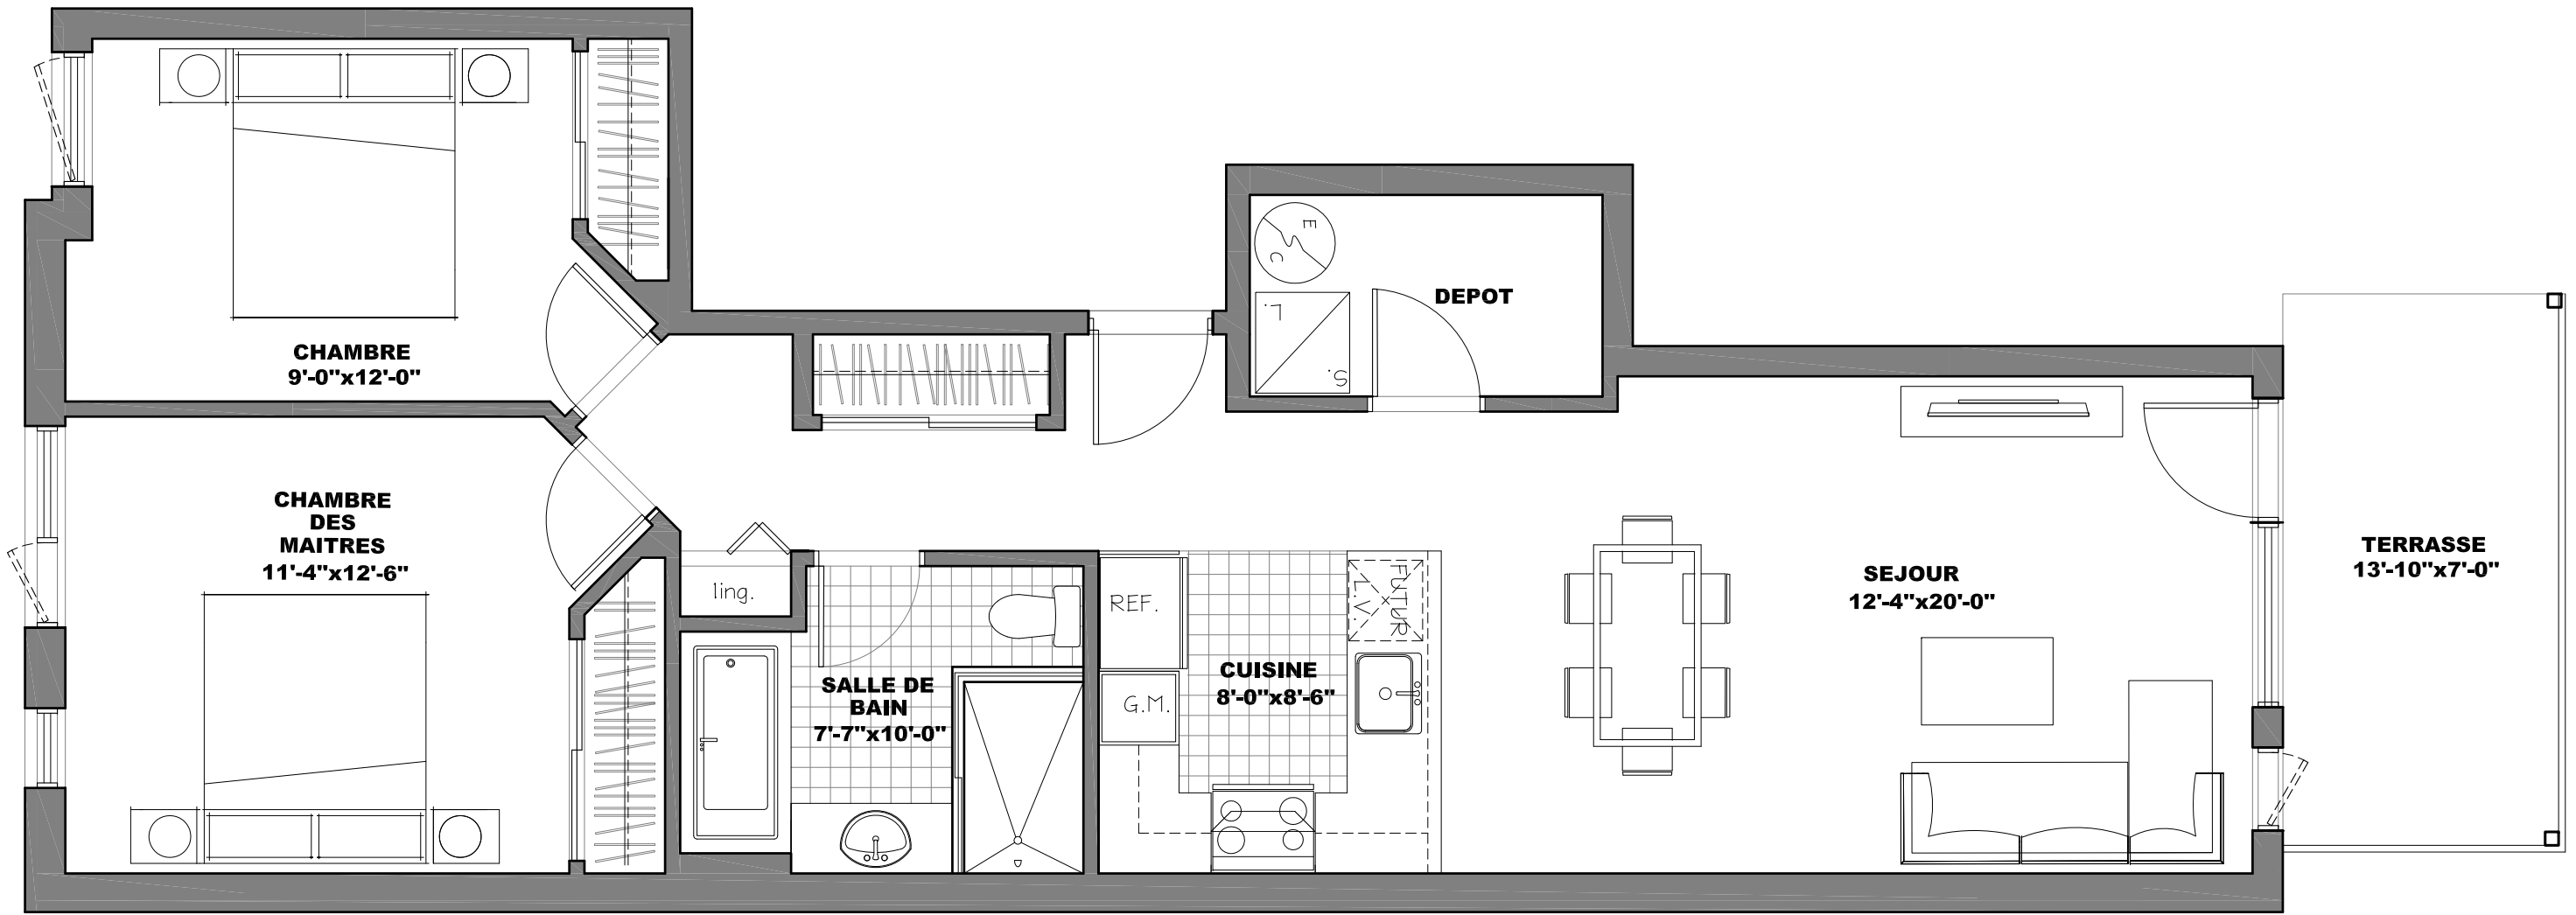 E
C
L.
S.
DEPOT
CHAMBRE
9'-0"x12'-0"
CHAMBRE
DES
MAITRES
11'-4"x12'-6"
ling.
SALLE DE
BAIN
7'-7"x10'-0"
REF.
G.M.
CUISINE
8'-0"x8'-6"
FUTUR
L.V.
SEJOUR
12'-4"x20'-0"
TERRASSE
13'-10"x7'-0"